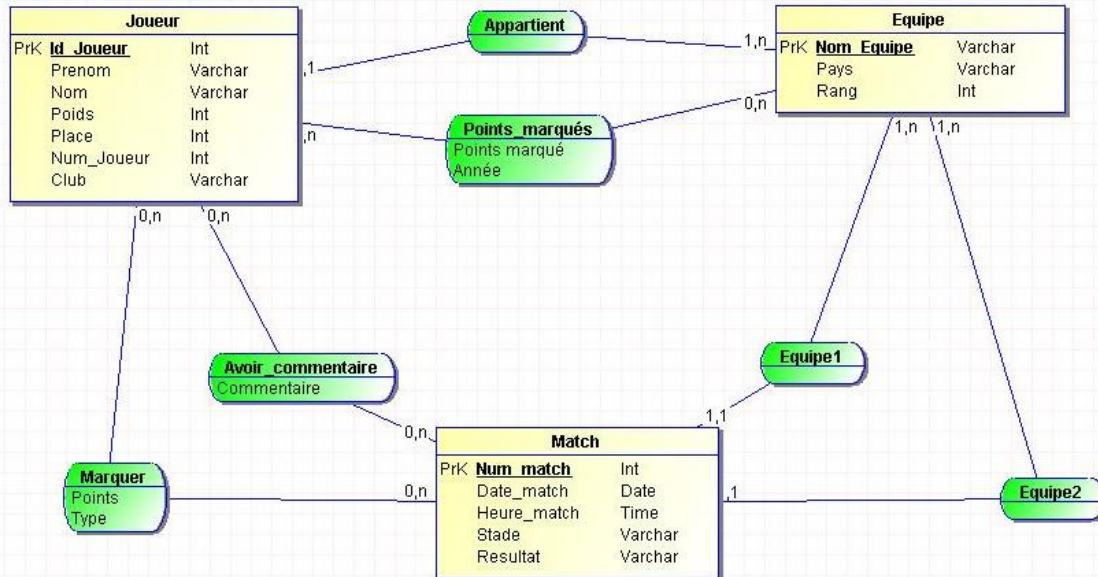 Joueur
PrK Id_Joueur Int
Prenom Varchar
Nom Varchar
Poids Int
Place Int
Num_Joueur Int
Club Varchar
Appartient
Equipe
PrK Nom_Equipe Varchar
Pays Varchar
Rang Int
,1
1,n
Points_marqués
Points marqué
Année
,n
0,n
1,n
1,n
0,n
0,n
Avoir_commentaire
Commentaire
Equipe1
0,n
1,1
Match
PrK Num_match Int
Date_match Date
Heure_match Time
Stade Varchar
Resultat Varchar
Marquer
Points
Type
0,n
,1
Equipe2